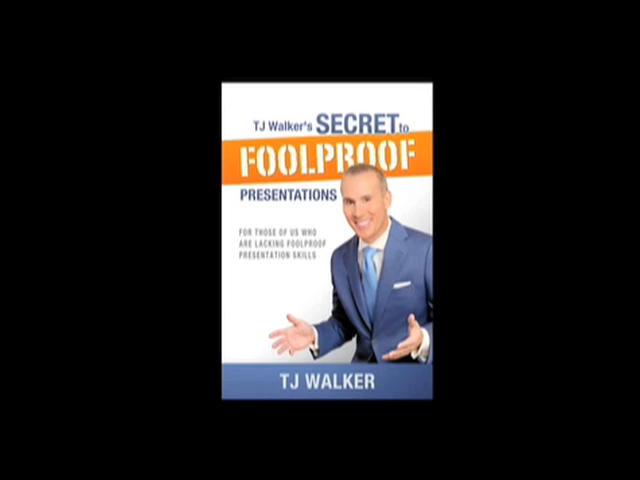 TJ Walker's SECRET to
FOOLPROOF
PRESENTATIONS
FOR THOSE OF US WHO
ARE LACKING FOOLPROOF
PRESENTATION SKILLS
TJ WALKER